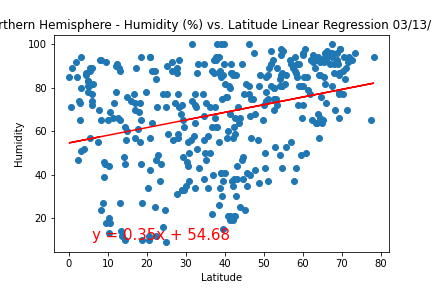 rthern Hemisphere - Humidity (%) vs. Latitude Linear Regression 03/13/
100
80
60
40
20
Humidity
y = 0.35x + 54.68
0 10 20 30 40 50 60 70 80
Latitude